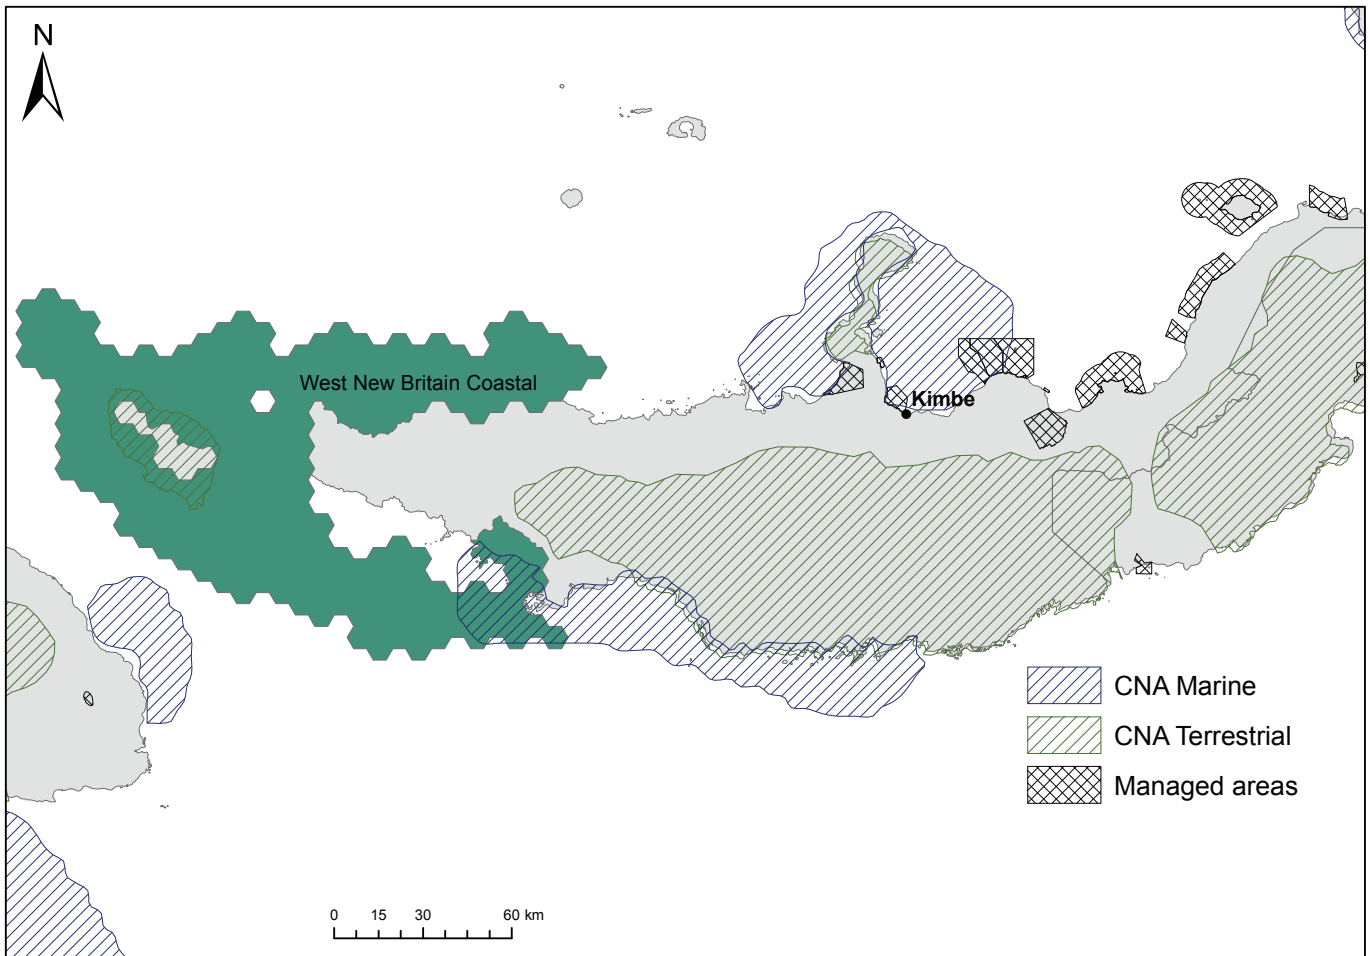 N
West New Britain Coastal
Kimbe
CNA Marine
CNA Terrestrial
Managed areas
0 15 30 60 km